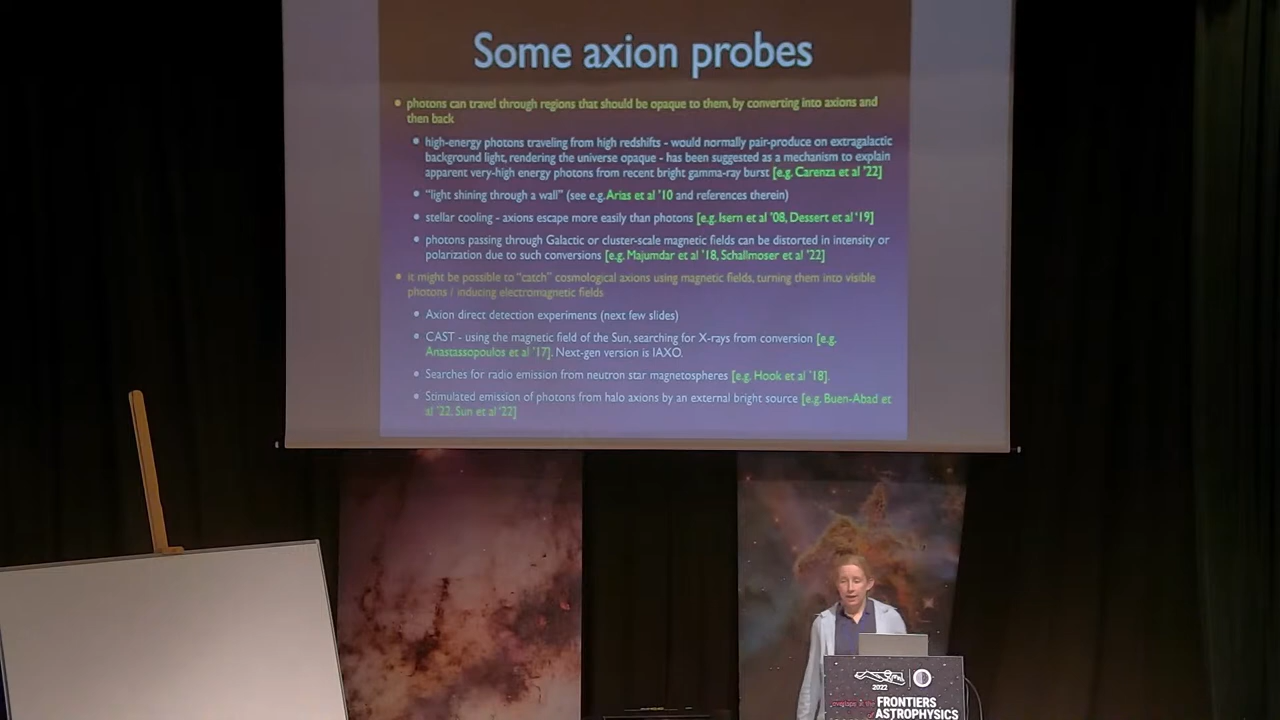 Some axion probes
• photons can travel through regions that should be opaque to them, by converting into axions and
then back
• high-energy photons traveling from high redshifts - would normally pair-produce on extragalactic
background light, rendering the universe opaque - has been suggested as a mechanism to explain
apparent very-high energy photons from recent bright gamma-ray burst [e.g. Carenza et al '22]
• "light shining through a wall" (see e.g. Arias et al '10 and references therein)
• stellar cooling - axions escape more easily than photons [e.g. Isern et al '08, Dessert et al '19]
• photons passing through Galactic or cluster-scale magnetic fields can be distorted in intensity or
polarization due to such conversions [e.g. Majumdar et al '18, Schallmoser et al '22]
• it might be possible to "catch" cosmological axions using magnetic fields, turning them into visible
photons / inducing electromagnetic fields
• Axion direct detection experiments (next few slides)
• CAST - using the magnetic field of the Sun, searching for X-rays from conversion [e.g.
Anastassopoulos et al '17]. Next-gen version is IAXO.
• Searches for radio emission from neutron star magnetospheres [e.g. Hook et al '18].
• Stimulated emission of photons from halo axions by an external bright source [e.g. Buen-Abad et
al '22, Sun et al '22]
2022
FRONTIERS
ASTROPHYSICS